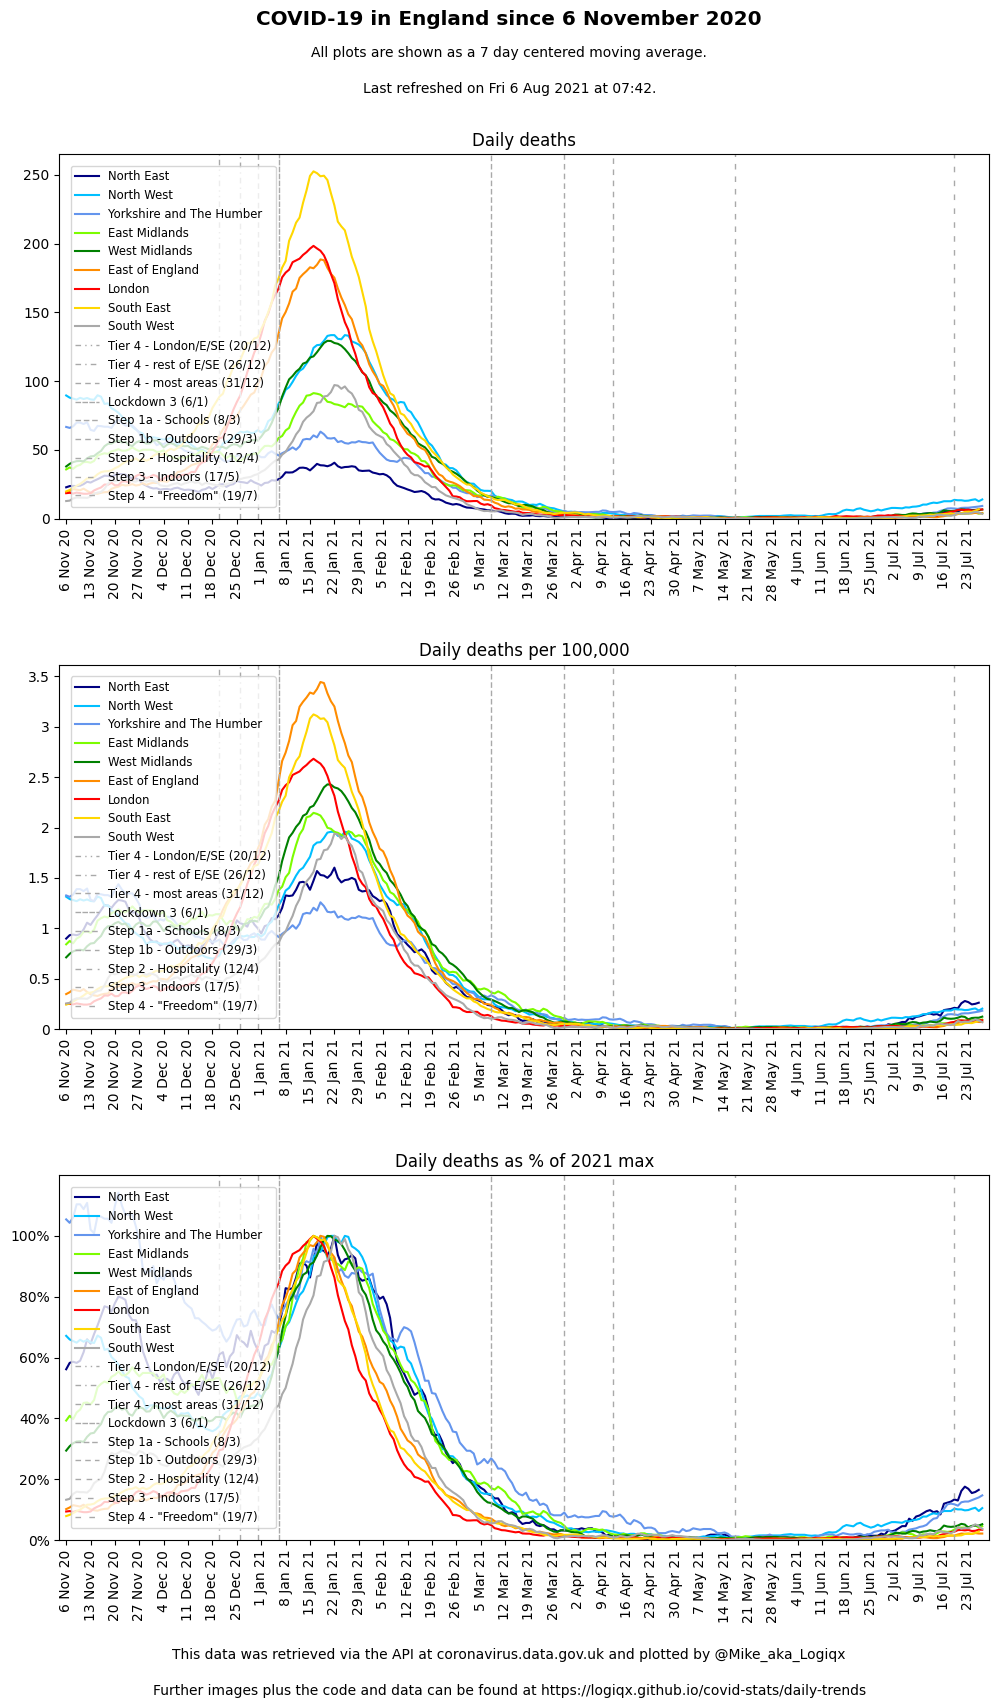 COVID-19 in England since 6 November 2020
All plots are shown as a 7 day centered moving average.
Last refreshed on Fri 6 Aug 2021 at 07:42.
Daily deaths
250
200
150
100
50
0
North East
North West
Yorkshire and The Humber
East Midlands
West Midlands
East of England
London
South East
South West
Tier 4 - London/E/SE (20/12)
Tier 4 - rest of E/SE (26/12)
Tier 4 - most areas (31/12)
Lockdown 3 (6/1)
Step 1a - Schools (8/3)
Step 1b - Outdoors (29/3)
Step 2 - Hospitality (12/4)
Step 3 - Indoors (17/5)
Step 4 - "Freedom" (19/7)
6 Nov 20
13 Nov 20
20 Nov 20
27 Nov 20
4 Dec 20
11 Dec 20
18 Dec 20
25 Dec 20
1 Jan 21
8 Jan 21
15 Jan 21
22 Jan 21
29 Jan 21
5 Feb 21
12 Feb 21
19 Feb 21
26 Feb 21
5 Mar 21
12 Mar 21
19 Mar 21
26 Mar 21
2 Apr 21
9 Apr 21
16 Apr 21
23 Apr 21
30 Apr 21
7 May 21
14 May 21
21 May 21
28 May 21
4 Jun 21
11 Jun 21
18 Jun 21
25 Jun 21
2 Jul 21
9 Jul 21
16 Jul 21
23 Jul 21
Daily deaths per 100,000
3.5
3
2.5
2
1.5
1
0.5
0
North East
North West
Yorkshire and The Humber
East Midlands
West Midlands
East of England
London
South East
South West
Tier 4 - London/E/SE (20/12)
Tier 4 - rest of E/SE (26/12)
Tier 4 - most areas (31/12)
Lockdown 3 (6/1)
Step 1a - Schools (8/3)
Step 1b - Outdoors (29/3)
Step 2 - Hospitality (12/4)
Step 3 - Indoors (17/5)
Step 4 - "Freedom" (19/7)
6 Nov 20
13 Nov 20
20 Nov 20
27 Nov 20
4 Dec 20
11 Dec 20
18 Dec 20
25 Dec 20
1 Jan 21
8 Jan 21
15 Jan 21
22 Jan 21
29 Jan 21
5 Feb 21
12 Feb 21
19 Feb 21
26 Feb 21
5 Mar 21
12 Mar 21
19 Mar 21
26 Mar 21
2 Apr 21
9 Apr 21
16 Apr 21
23 Apr 21
30 Apr 21
7 May 21
14 May 21
21 May 21
28 May 21
4 Jun 21
11 Jun 21
18 Jun 21
25 Jun 21
2 Jul 21
9 Jul 21
16 Jul 21
23 Jul 21
Daily deaths as % of 2021 max
100%
80%
60%
40%
20%
0%
North East
North West
Yorkshire and The Humber
East Midlands
West Midlands
East of England
London
South East
South West
Tier 4 - London/E/SE (20/12)
Tier 4 - rest of E/SE (26/12)
Tier 4 - most areas (31/12)
Lockdown 3 (6/1)
Step 1a - Schools (8/3)
Step 1b - Outdoors (29/3)
Step 2 - Hospitality (12/4)
Step 3 - Indoors (17/5)
Step 4 - "Freedom" (19/7)
6 Nov 20
13 Nov 20
20 Nov 20
27 Nov 20
4 Dec 20
11 Dec 20
18 Dec 20
25 Dec 20
1 Jan 21
8 Jan 21
15 Jan 21
22 Jan 21
29 Jan 21
5 Feb 21
12 Feb 21
19 Feb 21
26 Feb 21
5 Mar 21
12 Mar 21
19 Mar 21
26 Mar 21
2 Apr 21
9 Apr 21
16 Apr 21
23 Apr 21
30 Apr 21
7 May 21
14 May 21
21 May 21
28 May 21
4 Jun 21
11 Jun 21
18 Jun 21
25 Jun 21
2 Jul 21
9 Jul 21
16 Jul 21
23 Jul 21
This data was retrieved via the API at coronavirus.data.gov.uk and plotted by @Mike_aka_Logiqx
Further images plus the code and data can be found at https://logiqx.github.io/covid-stats/daily-trends